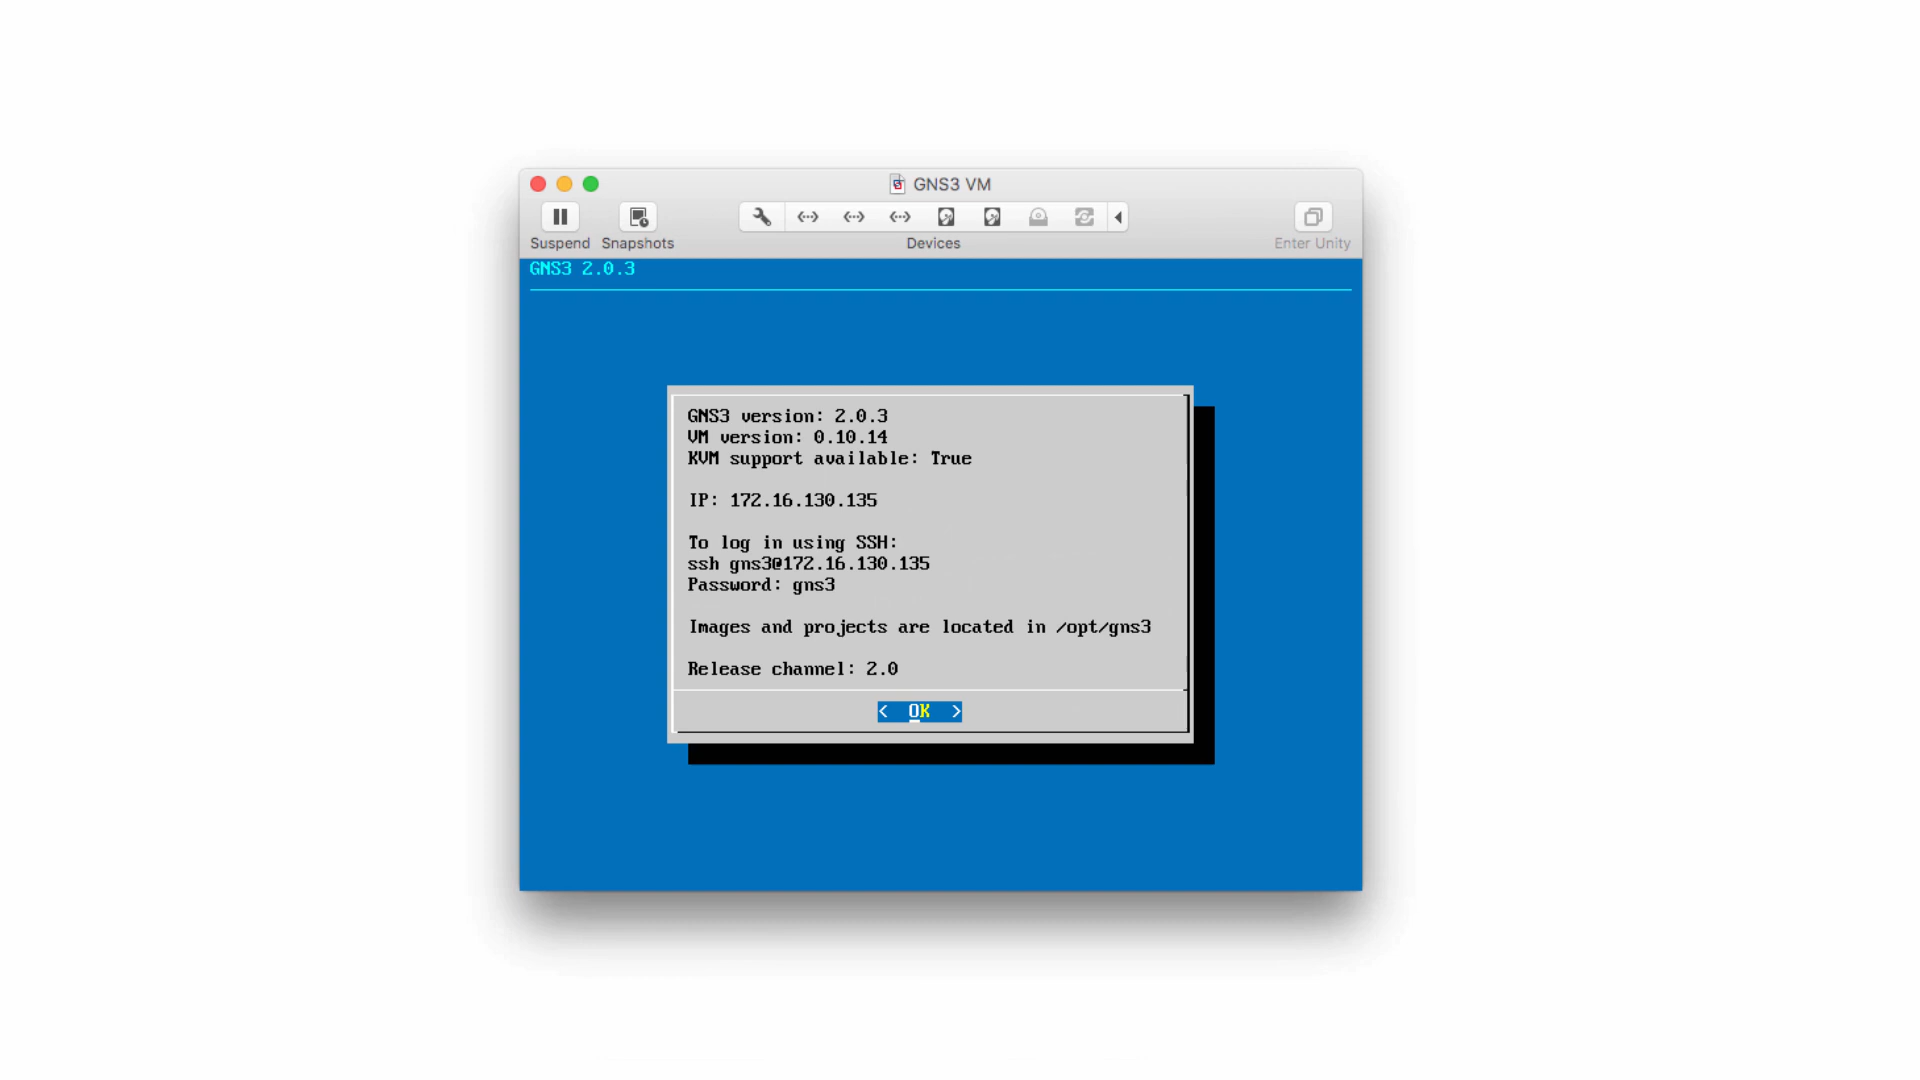 GNS3 VM
Suspend
Snapshots
Devices
Enter Unity
GNS3 2.0.3
GNS3 version: 2.0.3
VM version: 0.10.14
KVM support available: True
IP: 172.16.130.135
To log in using SSH:
ssh gns3@172.16.130.135
Password: gns3
Images and projects are located in /opt/gns3
Release channel: 2.0
< OK >